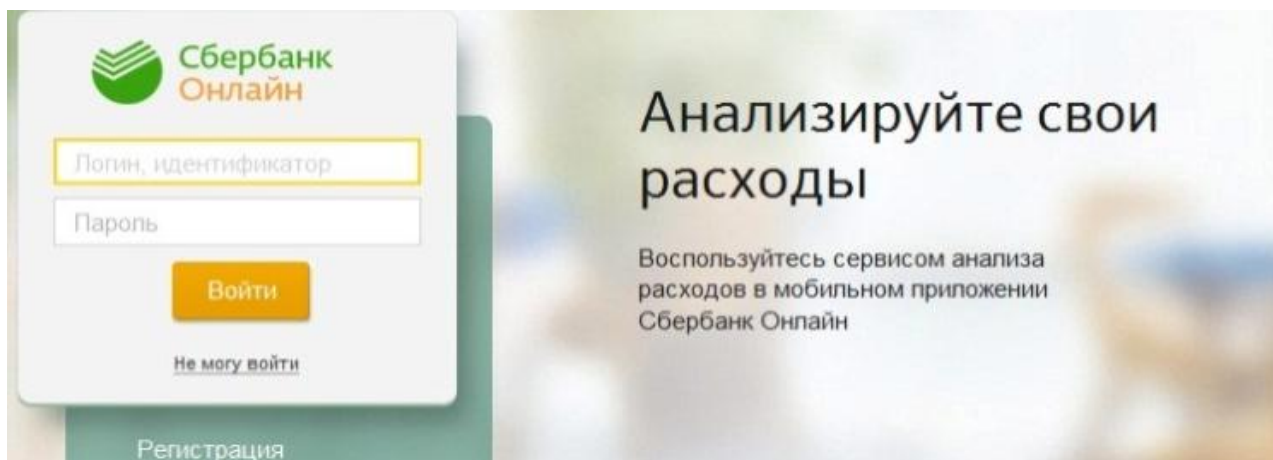 Сбербанк
Онлайн
Логин, идентификатор
Пароль
Войти
Не могу войти
Регистрация
Анализируйте свои
расходы
Воспользуйтесь сервисом анализа
расходов в мобильном приложении
Сбербанк Онлайн